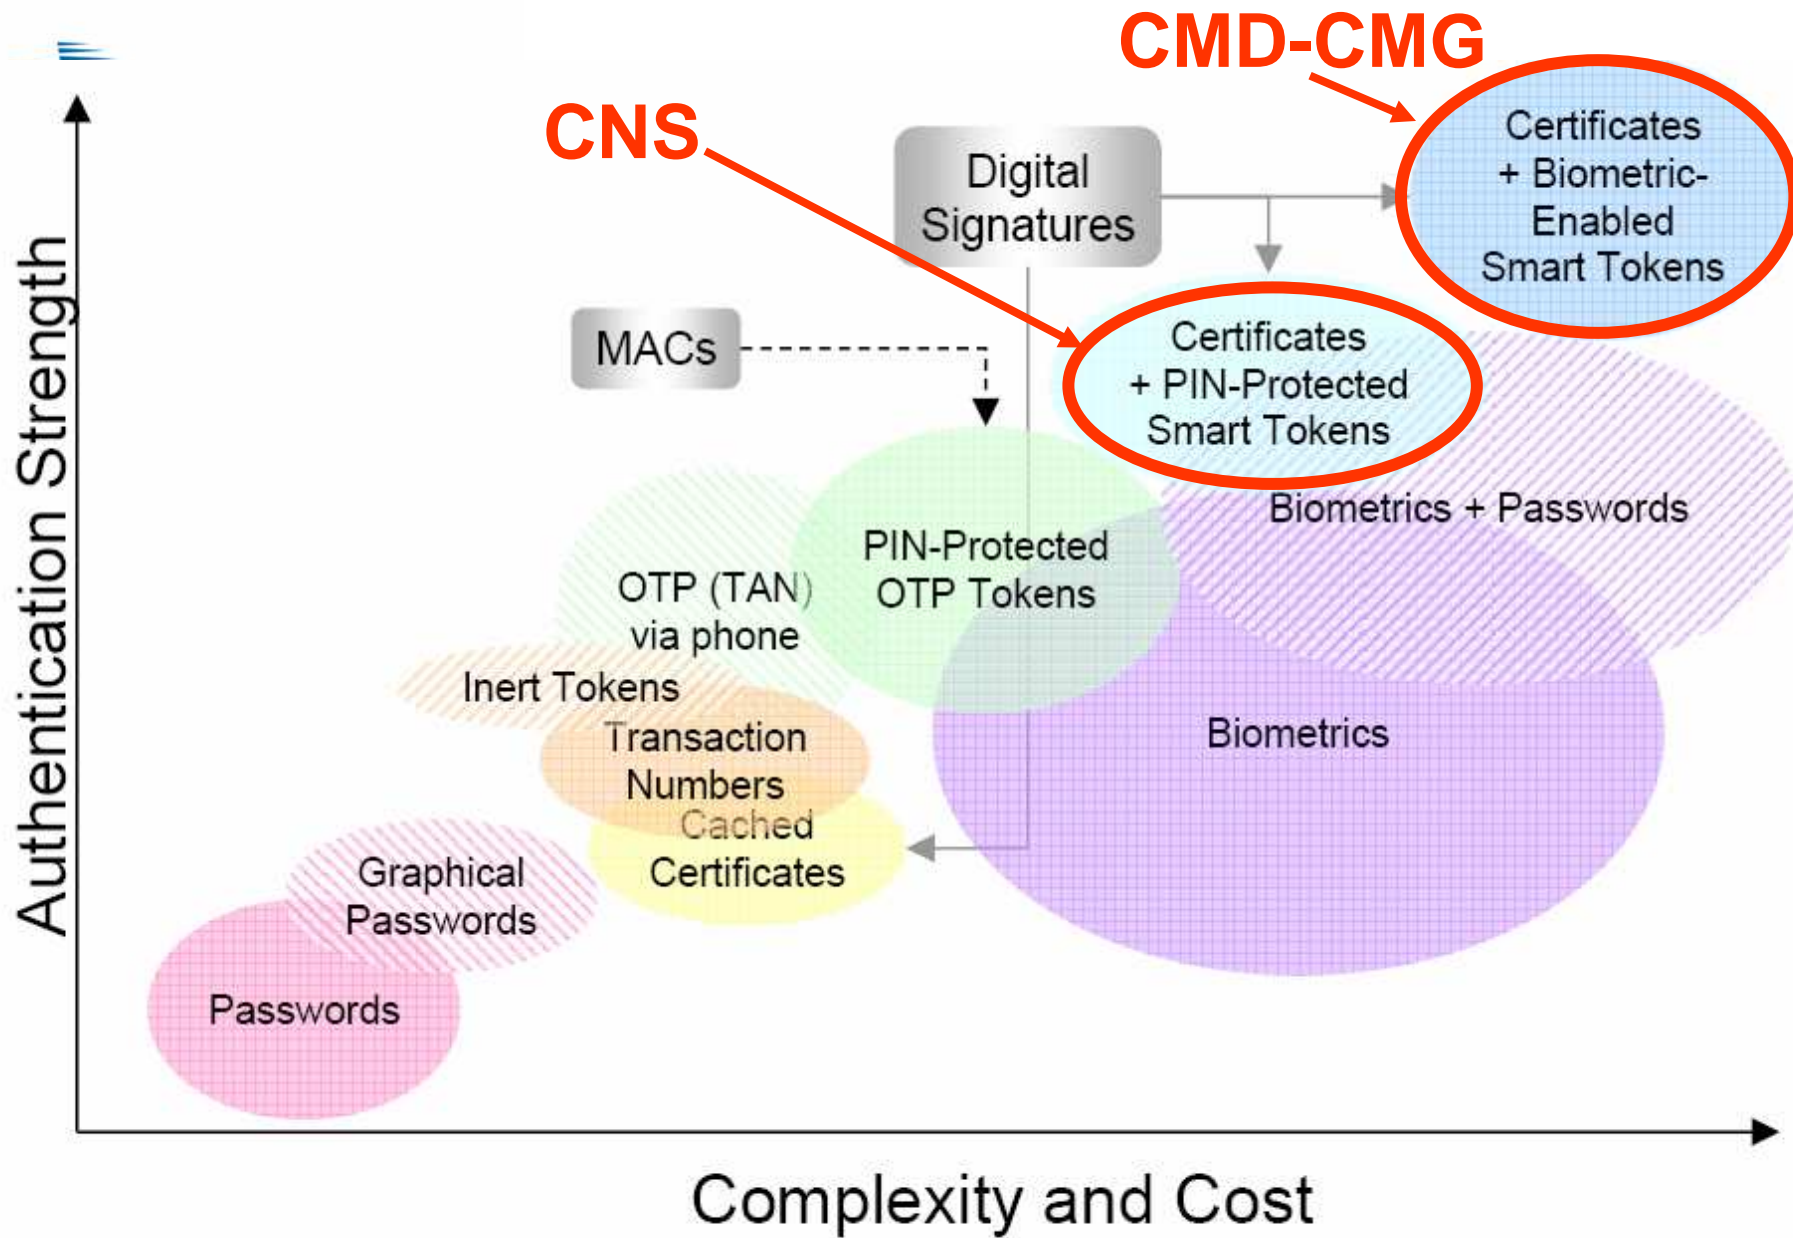 CMD-CMG
CNS
Certificates
+ Biometric-
Enabled
Smart Tokens
Digital
Signatures
MACs
Certificates
+ PIN-Protected
Smart Tokens
Biometrics + Passwords
PIN-Protected
OTP Tokens
OTP (TAN)
via phone
Inert Tokens
Transaction
Numbers
Biometrics
Cached
Certificates
Graphical
Passwords
Passwords
Authentication Strength
Complexity and Cost